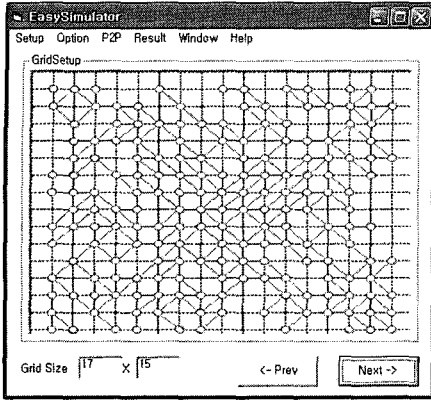 EasySimulator
Setup Option P2P Result Window Help
GridSetup
Grid Size 17 X 15 <- Prev Next ->